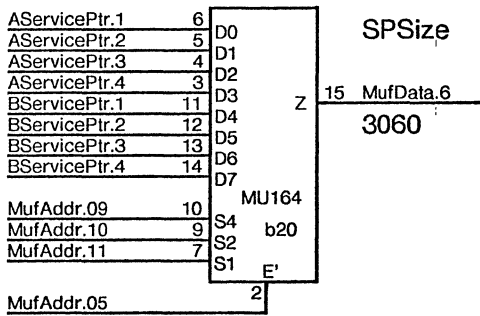 AServicePtr.1 6 D0 SPSize
AServicePtr.2 5 D1
AServicePtr.3 4 D2
AServicePtr.4 3 D3 Z 15 MufData.6
BServicePtr.1 11 D4
BServicePtr.2 12 D5 3060
BServicePtr.3 13 D6
BServicePtr.4 14 D7
MU164
MufAddr.09 10 S4
MufAddr.10 9 S2 b20
MufAddr.11 7 S1
E'
2
MufAddr.05